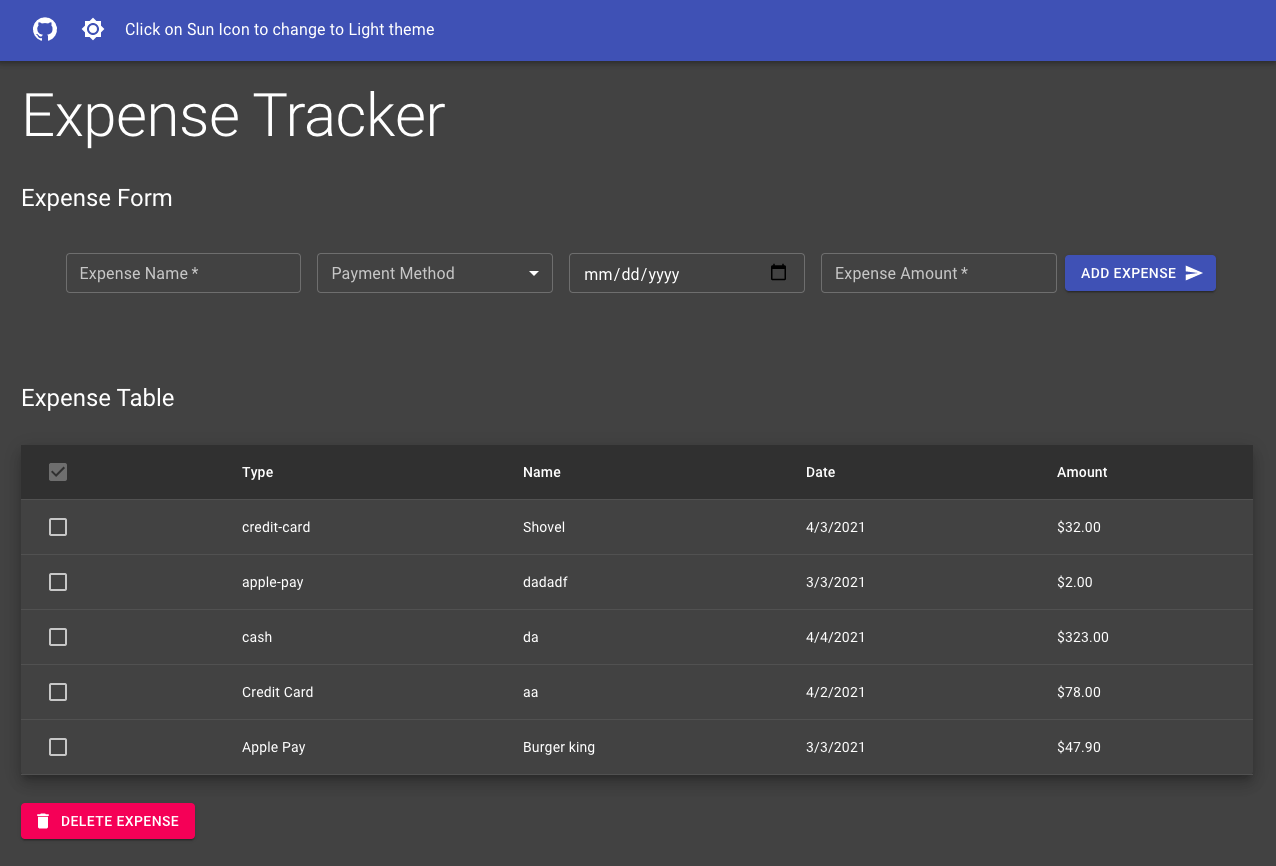 Click on Sun Icon to change to Light theme
Expense Tracker
Expense Form
Expense Name * Payment Method mm/dd/yyyy Expense Amount * ADD EXPENSE
Expense Table
Type Name Date Amount
credit-card Shovel 4/3/2021 $32.00
apple-pay dadadf 3/3/2021 $2.00
cash da 4/4/2021 $323.00
Credit Card aa 4/2/2021 $78.00
Apple Pay Burger king 3/3/2021 $47.90
DELETE EXPENSE